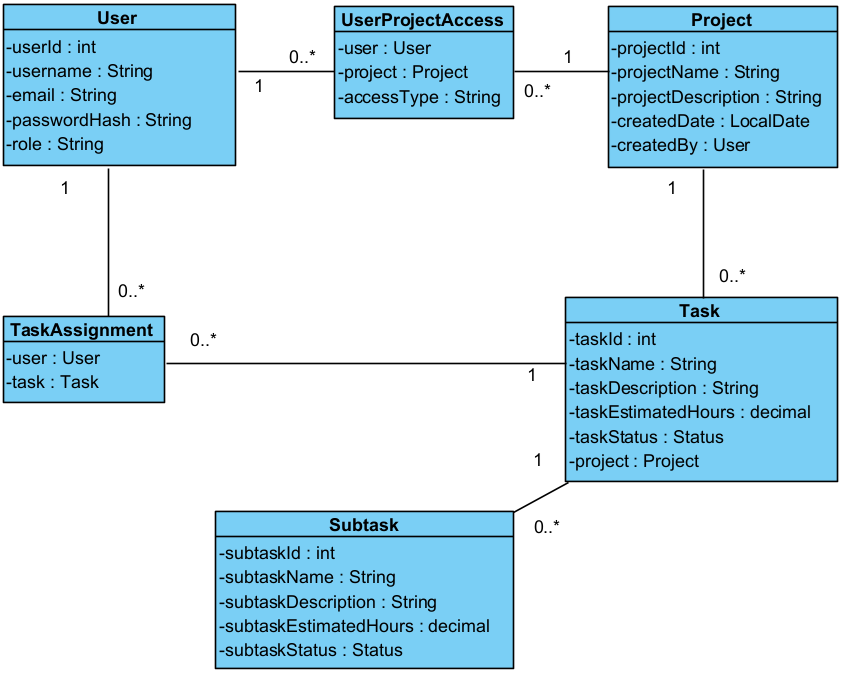 User
-userId : int
-username : String
-email : String
-passwordHash : String
-role : String
0..*
1
UserProjectAccess
-user : User
-project : Project
-accessType : String
1
0..*
Project
-projectId : int
-projectName : String
-projectDescription : String
-createdDate : LocalDate
-createdBy : User
1
0..*
1
0..*
TaskAssignment
-user : User
-task : Task
0..*
1
Task
-taskId : int
-taskName : String
-taskDescription : String
-taskEstimatedHours : decimal
-taskStatus : Status
-project : Project
1
0..*
Subtask
-subtaskId : int
-subtaskName : String
-subtaskDescription : String
-subtaskEstimatedHours : decimal
-subtaskStatus : Status